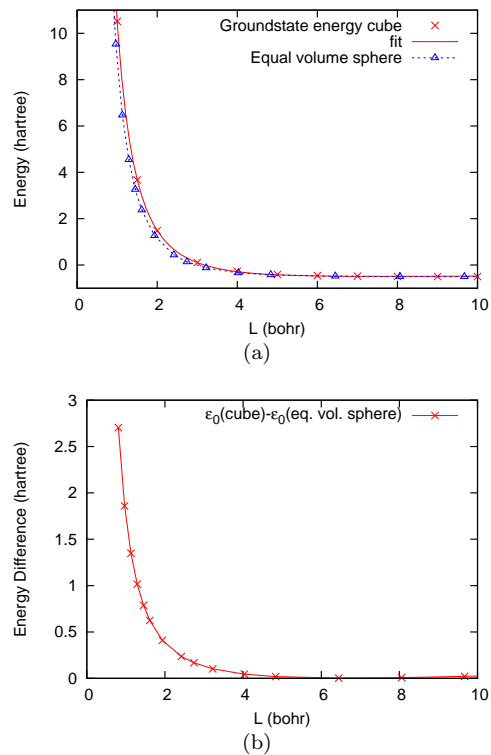 Groundstate energy cube
fit
Equal volume sphere
Energy (hartree)
10
8
6
4
2
0
0 2 4 6 8 10
L (bohr)
(a)
ε₀(cube)-ε₀(eq. vol. sphere)
Energy Difference (hartree)
3
2.5
2
1.5
1
0.5
0
0 2 4 6 8 10
L (bohr)
(b)